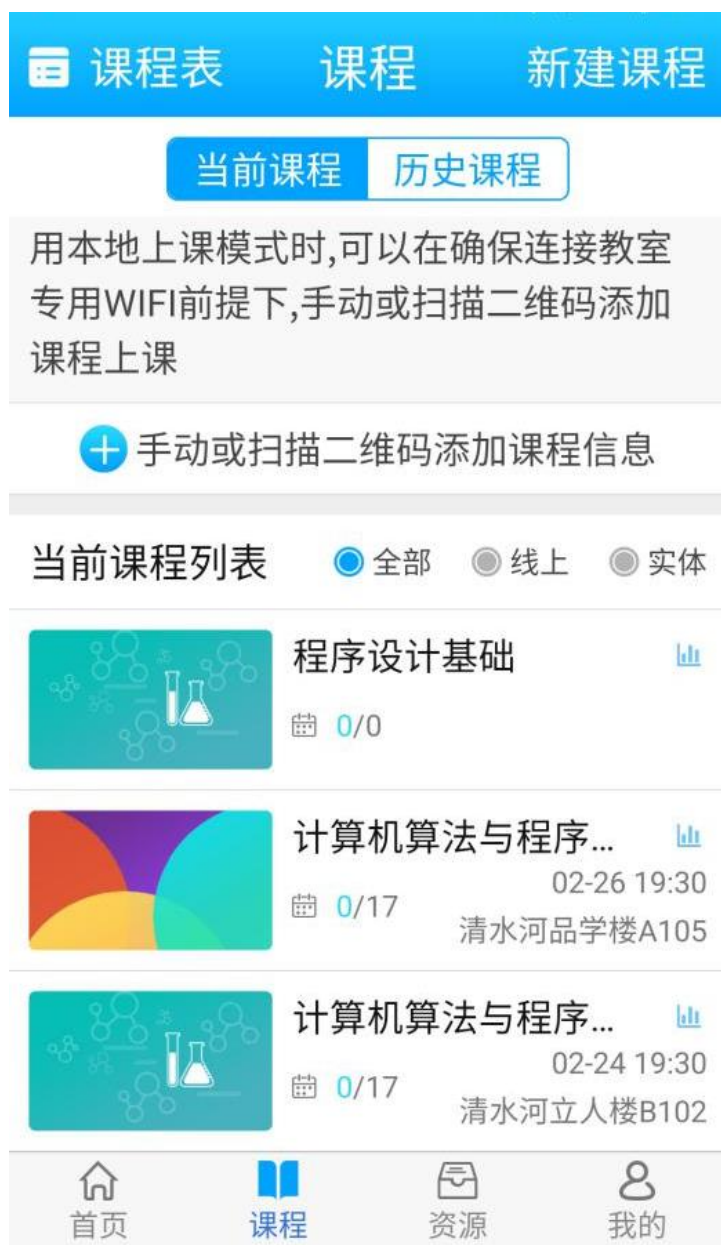 课程表 课程 新建课程
当前课程 历史课程
用本地上课模式时,可以在确保连接教室
专用WIFI前提下,手动或扫描二维码添加
课程上课
手动或扫描二维码添加课程信息
当前课程列表 全部 线上 实体
程序设计基础
0/0
计算机算法与程序...
02-26 19:30
0/17
清水河品学楼A105
计算机算法与程序...
02-24 19:30
0/17
清水河立人楼B102
首页 课程 资源 我的